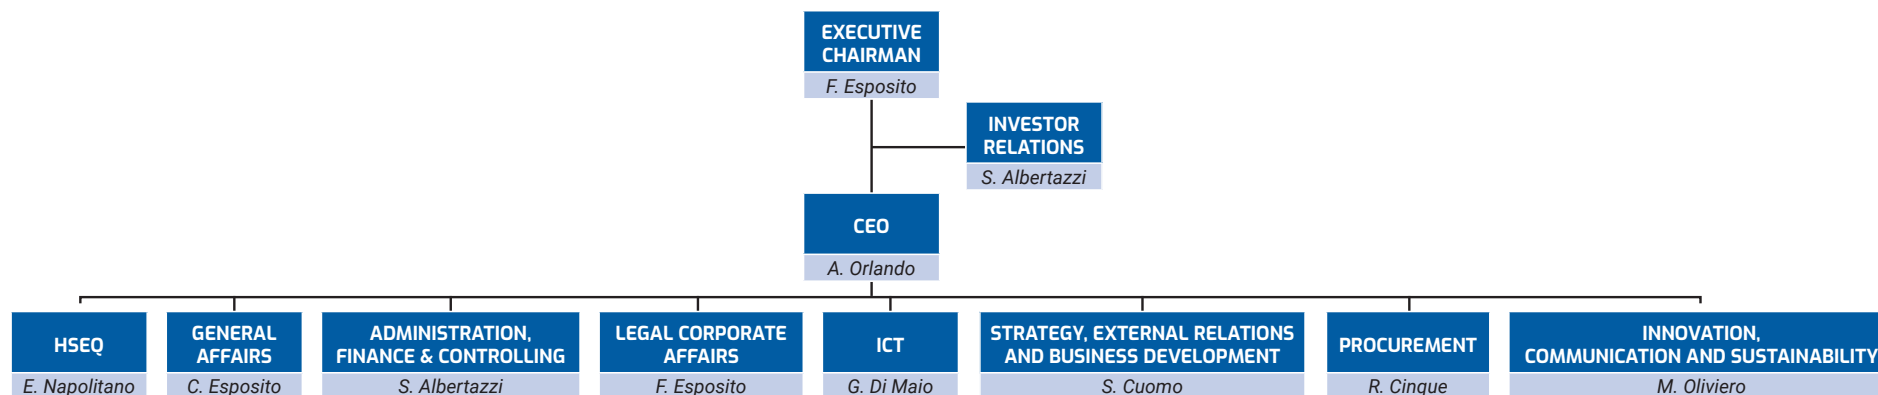 EXECUTIVE
CHAIRMAN
F. Esposito
INVESTOR
RELATIONS
S. Albertazzi
CEO
A. Orlando
HSEQ
E. Napolitano
GENERAL
AFFAIRS
C. Esposito
ADMINISTRATION,
FINANCE & CONTROLLING
S. Albertazzi
LEGAL CORPORATE
AFFAIRS
F. Esposito
ICT
G. Di Maio
STRATEGY, EXTERNAL RELATIONS
AND BUSINESS DEVELOPMENT
S. Cuomo
PROCUREMENT
R. Cinque
INNOVATION,
COMMUNICATION AND SUSTAINABILITY
M. Oliviero